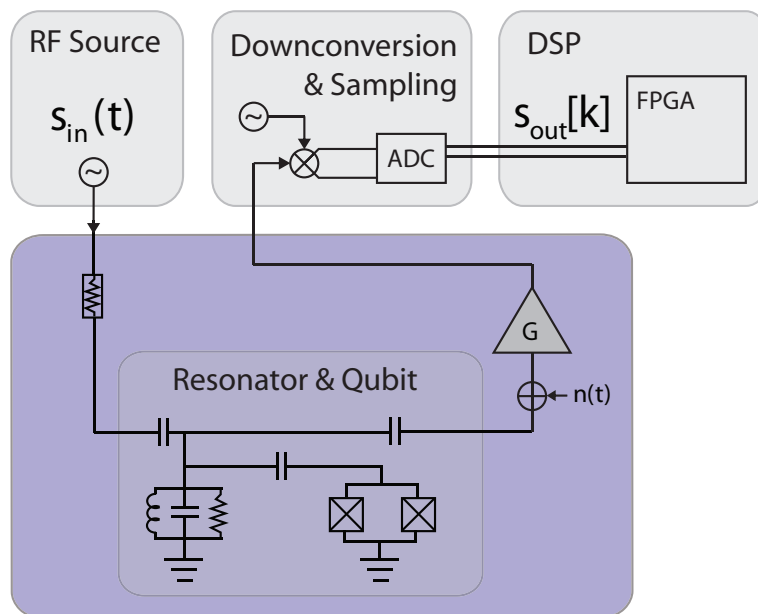 RF Source
s_in(t)
~
Downconversion
& Sampling
~
ADC
DSP
s_out[k]
FPGA
G
n(t)
Resonator & Qubit